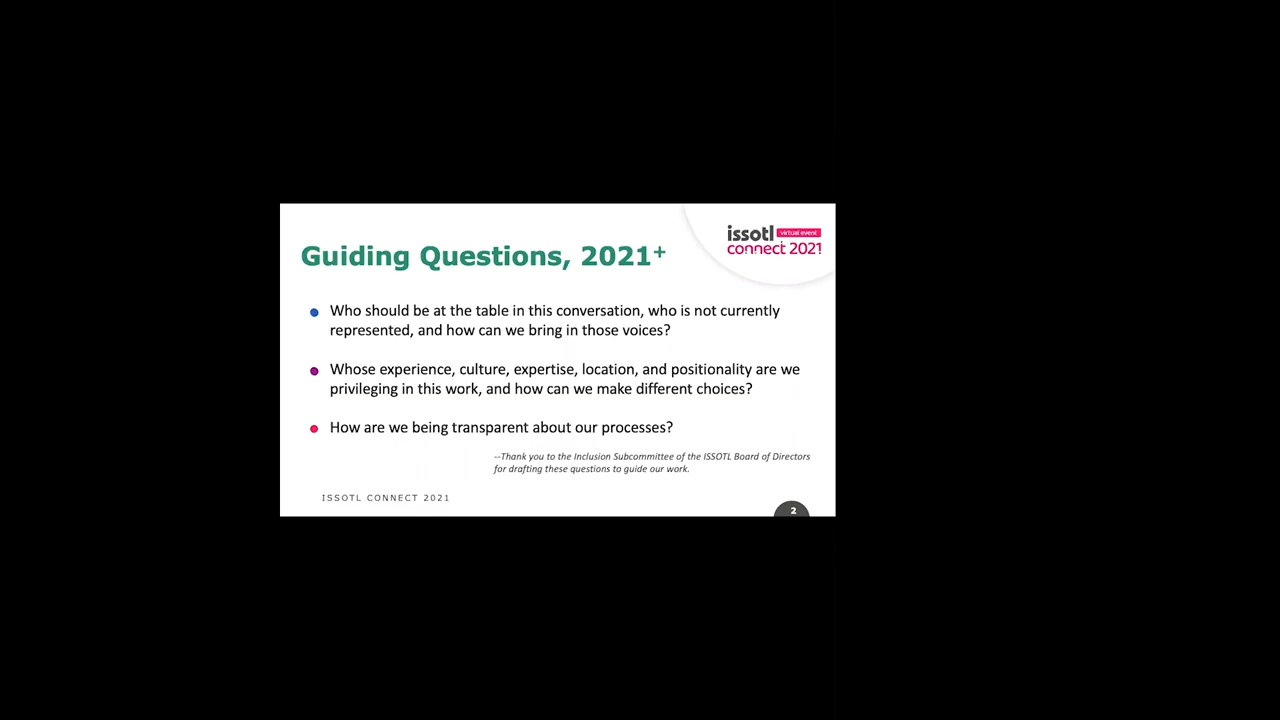 issotl virtual event
connect 2021
Guiding Questions, 2021+
Who should be at the table in this conversation, who is not currently
represented, and how can we bring in those voices?
Whose experience, culture, expertise, location, and positionality are we
privileging in this work, and how can we make different choices?
How are we being transparent about our processes?
--Thank you to the Inclusion Subcommittee of the ISSOTL Board of Directors
for drafting these questions to guide our work.
ISSOTL CONNECT 2021
2